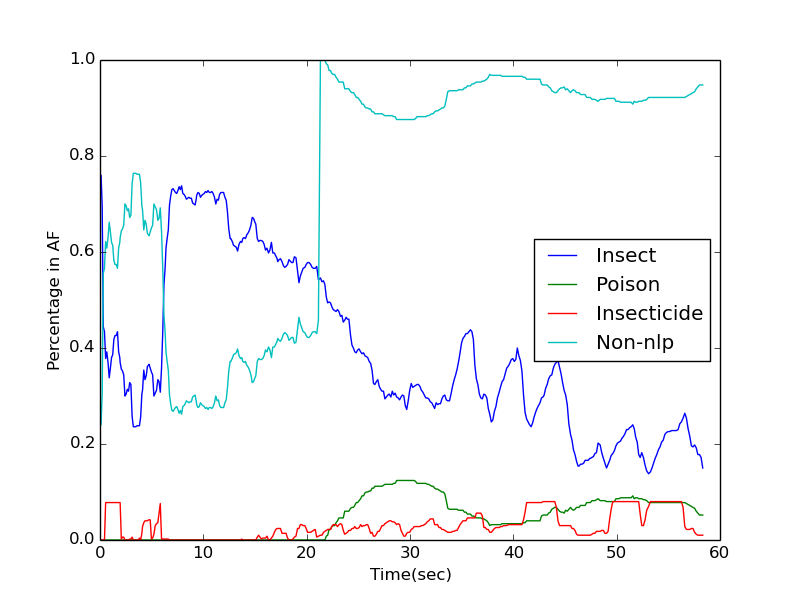 1.0
0.8
0.6
0.4
0.2
0.0
Percentage in AF
0 10 20 30 40 50 60
Time(sec)
Insect
Poison
Insecticide
Non-nlp